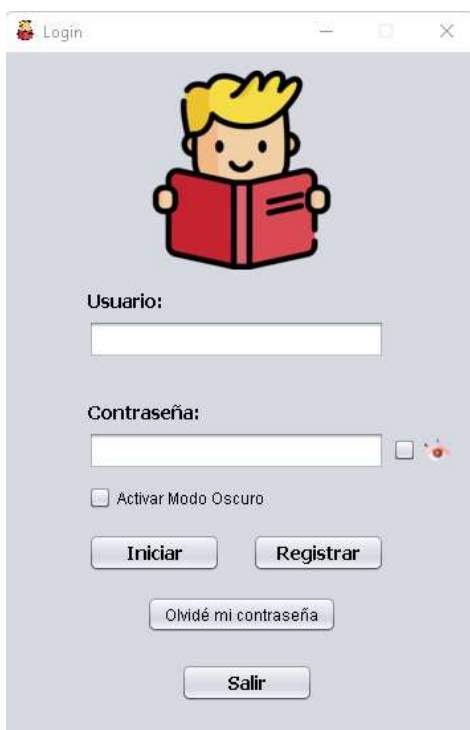 Login
Usuario:
Contraseña:
Activar Modo Oscuro
Iniciar Registrar
Olvidé mi contraseña
Salir